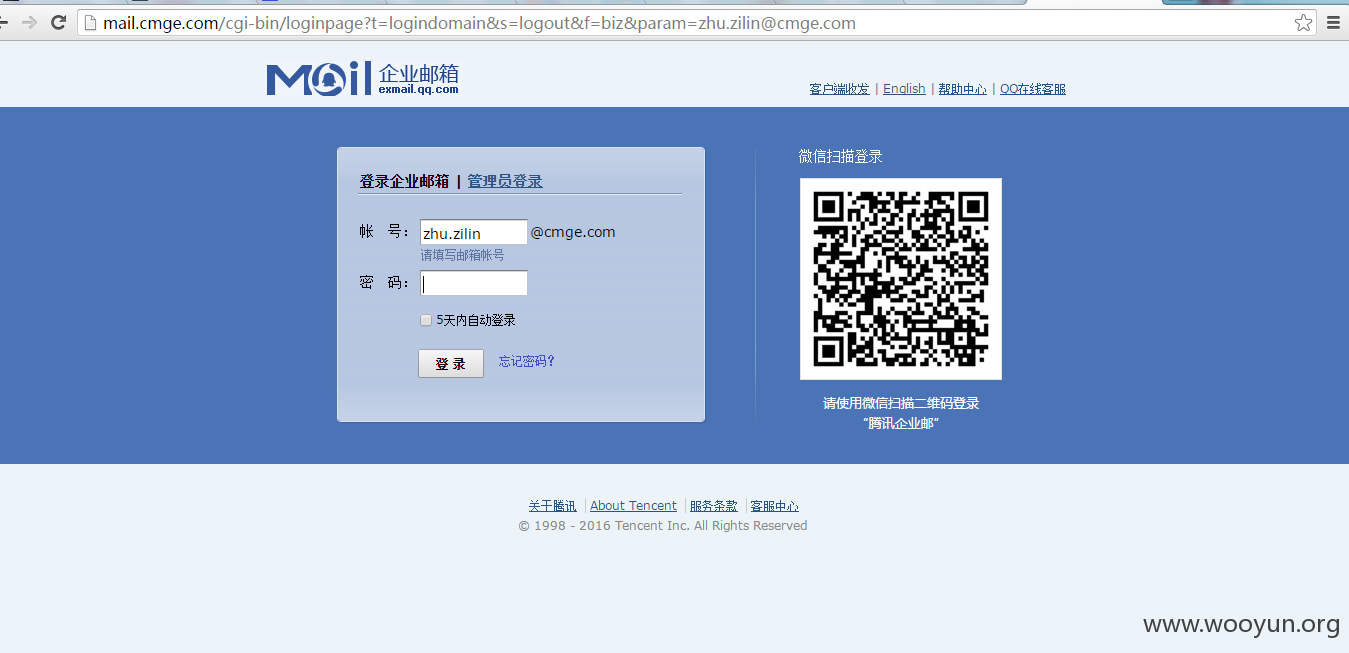 mail.cmge.com/cgi-bin/loginpage?t=logindomain&s=logout&f=biz&param=zhu.zilin@cmge.com
Mail 企业邮箱
exmail.qq.com
客户端收发 | English | 帮助中心 | QQ在线客服
登录企业邮箱 | 管理员登录
帐 号： zhu.zilin @cmge.com
请填写邮箱帐号
密 码：
5天内自动登录
登 录 忘记密码?
微信扫描登录
请使用微信扫描二维码登录
“腾讯企业邮”
关于腾讯 About Tencent 服务条款 客服中心
© 1998 - 2016 Tencent Inc. All Rights Reserved
www.wooyun.org